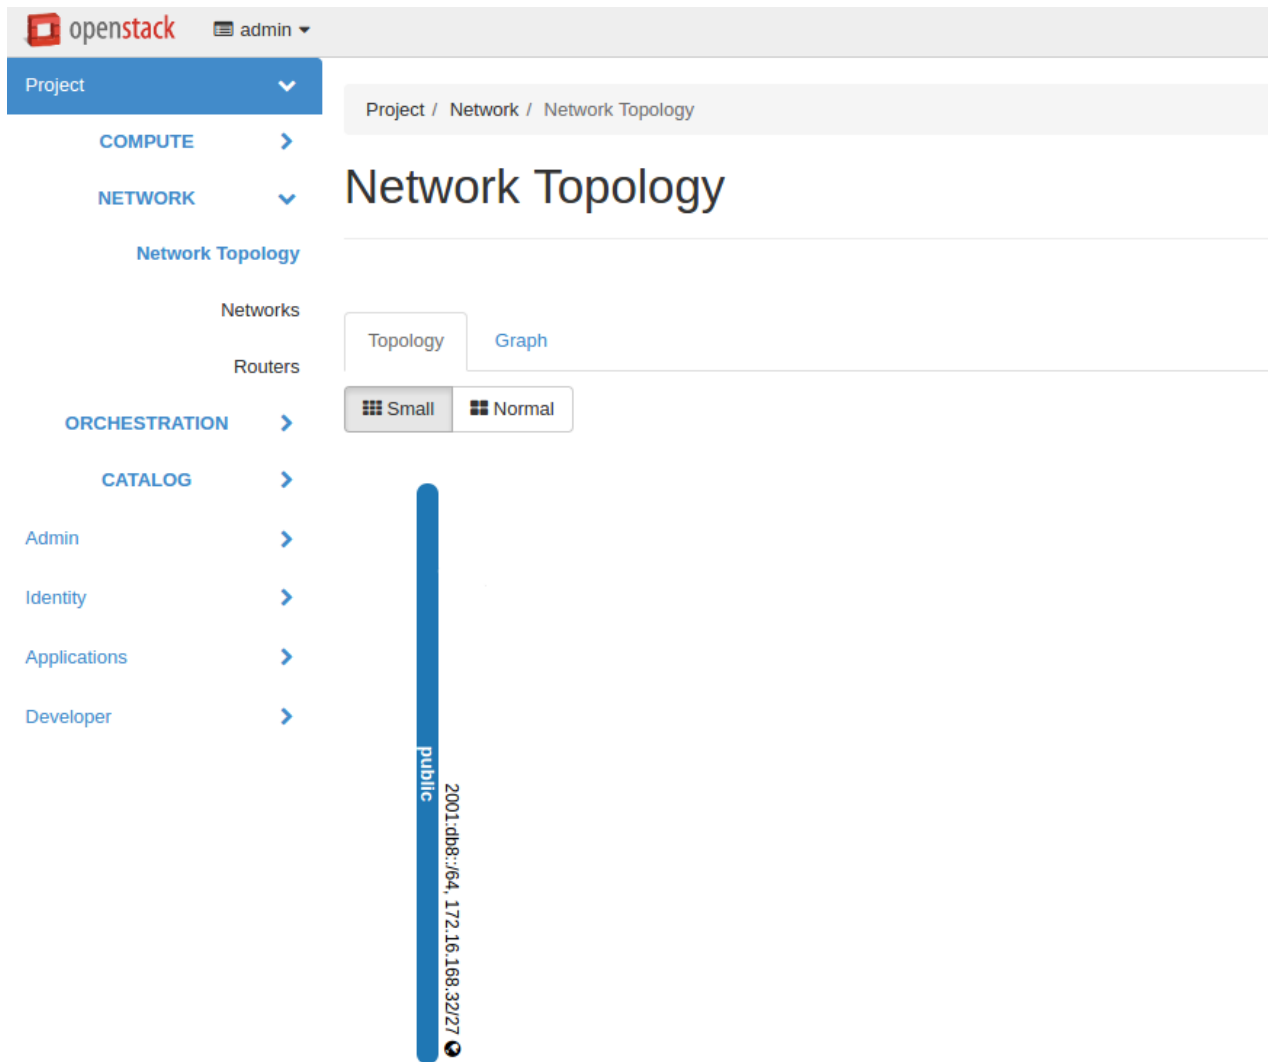 openstack admin
Project
Project / Network / Network Topology
COMPUTE
NETWORK
Network Topology
Networks
Routers
ORCHESTRATION
CATALOG
Admin
Identity
Applications
Developer
Network Topology
Topology Graph
Small Normal
public
2001:db8::/64, 172.16.168.32/27